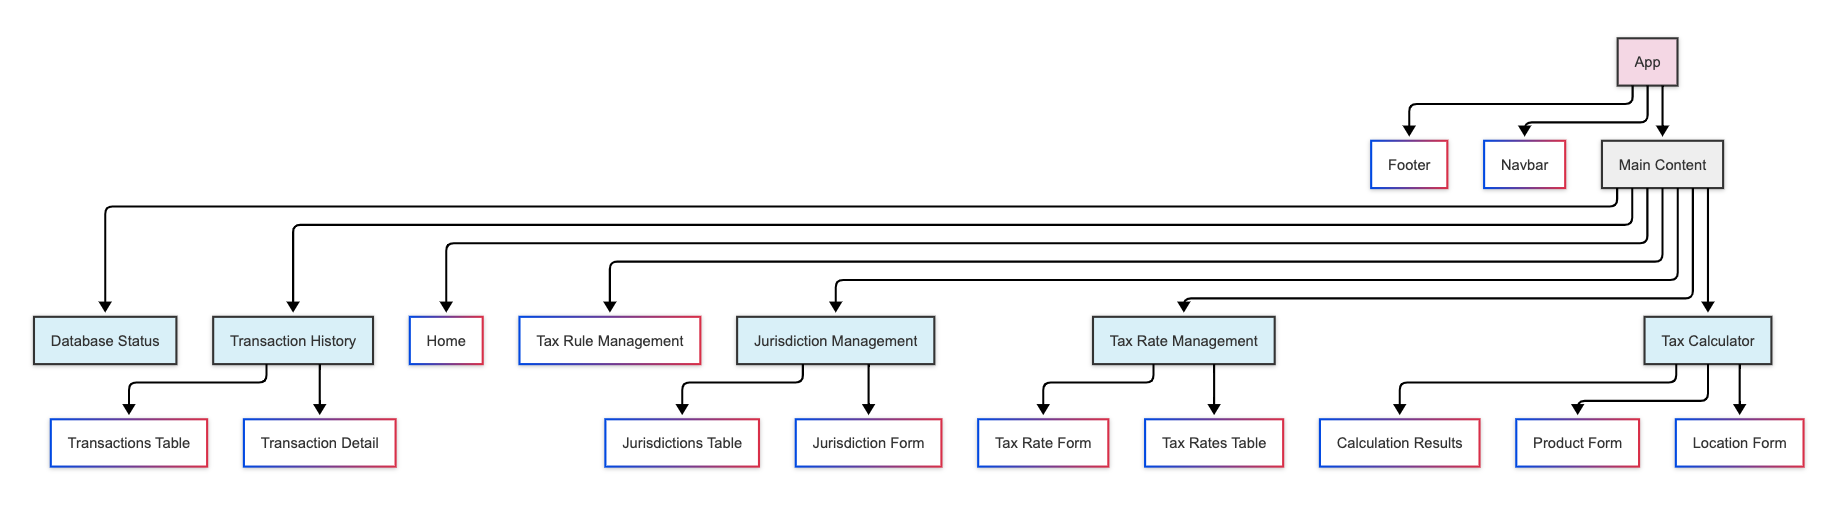 App
Footer
Navbar
Main Content
Database Status
Transaction History
Home
Tax Rule Management
Jurisdiction Management
Tax Rate Management
Tax Calculator
Transactions Table
Transaction Detail
Jurisdictions Table
Jurisdiction Form
Tax Rate Form
Tax Rates Table
Calculation Results
Product Form
Location Form